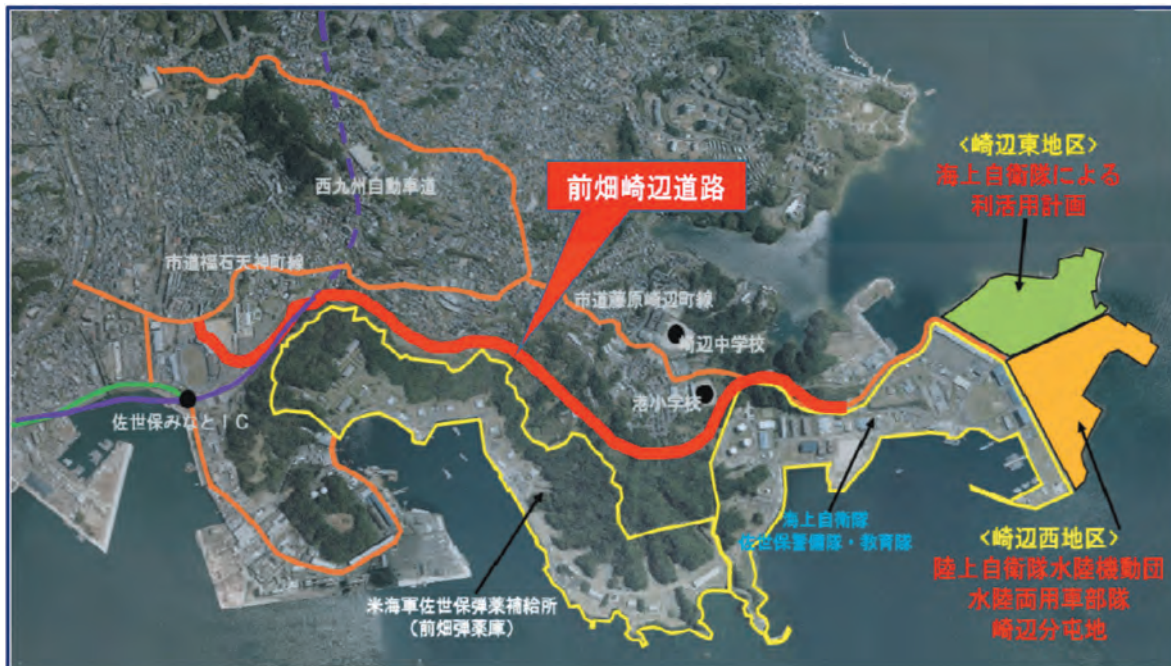 〈崎辺東地区〉
海上自衛隊による
利活用計画
西九州自動車道
前畑崎辺道路
市道福石天神町線
市道藤原崎辺町線
崎辺中学校
港小学校
佐世保みなとIC
海上自衛隊
佐世保警備隊・教育隊
米海軍佐世保弾薬補給所
(前畑弾薬庫)
〈崎辺西地区〉
陸上自衛隊水陸機動団
水陸両用車部隊
崎辺分屯地